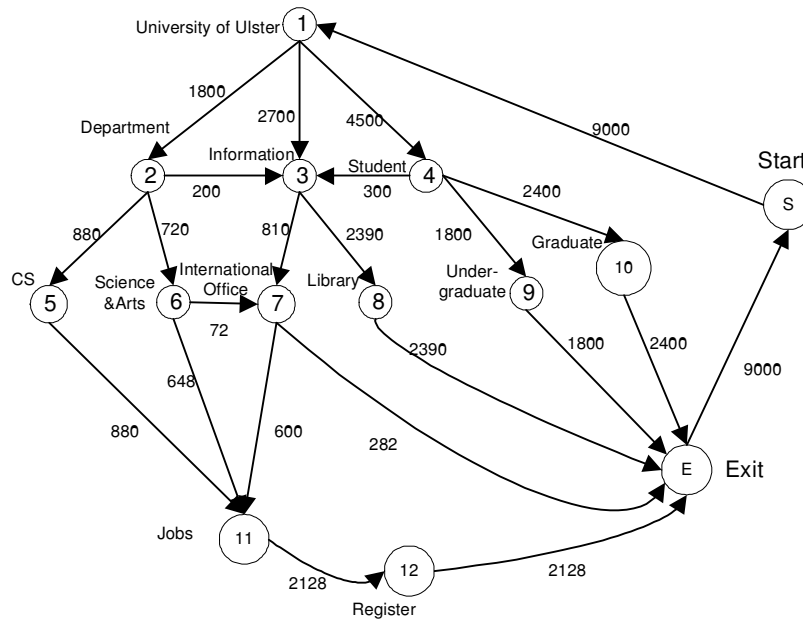 University of Ulster 1
1800
2700
4500
9000
Department
Information
Student
Start
2
200
3
300
4
2400
S
880
720
810
2390
1800
Graduate
10
CS
Science
&Arts
International
Office
Library
Under-
graduate
5
6
7
8
9
72
2390
1800
2400
9000
648
880
600
282
E
Exit
Jobs
11
2128
12
2128
Register